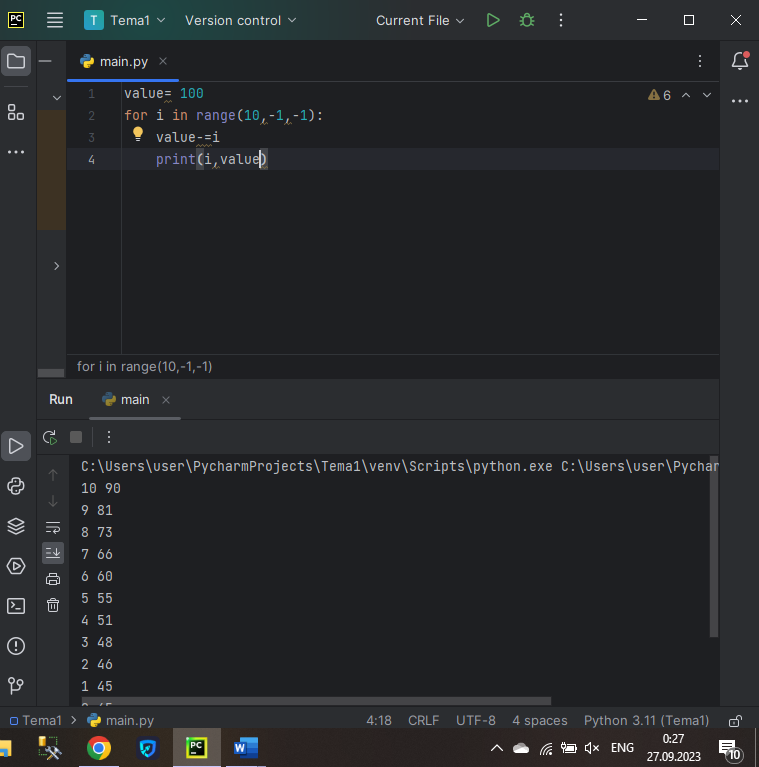 PC T Tema1 Version control Current File
main.py
1 value= 100 6
2 for i in range(10,-1,-1):
3 value-=i
4 print(i,value)
for i in range(10,-1,-1)
Run main
C:\Users\user\PycharmProjects\Tema1\venv\Scripts\python.exe C:\Users\user\Pychar
10 90
9 81
8 73
7 66
6 60
5 55
4 51
3 48
2 46
1 45
Tema1 main.py 4:18 CRLF UTF-8 4 spaces Python 3.11 (Tema1)
PC W ENG 0:27
27.09.2023 10